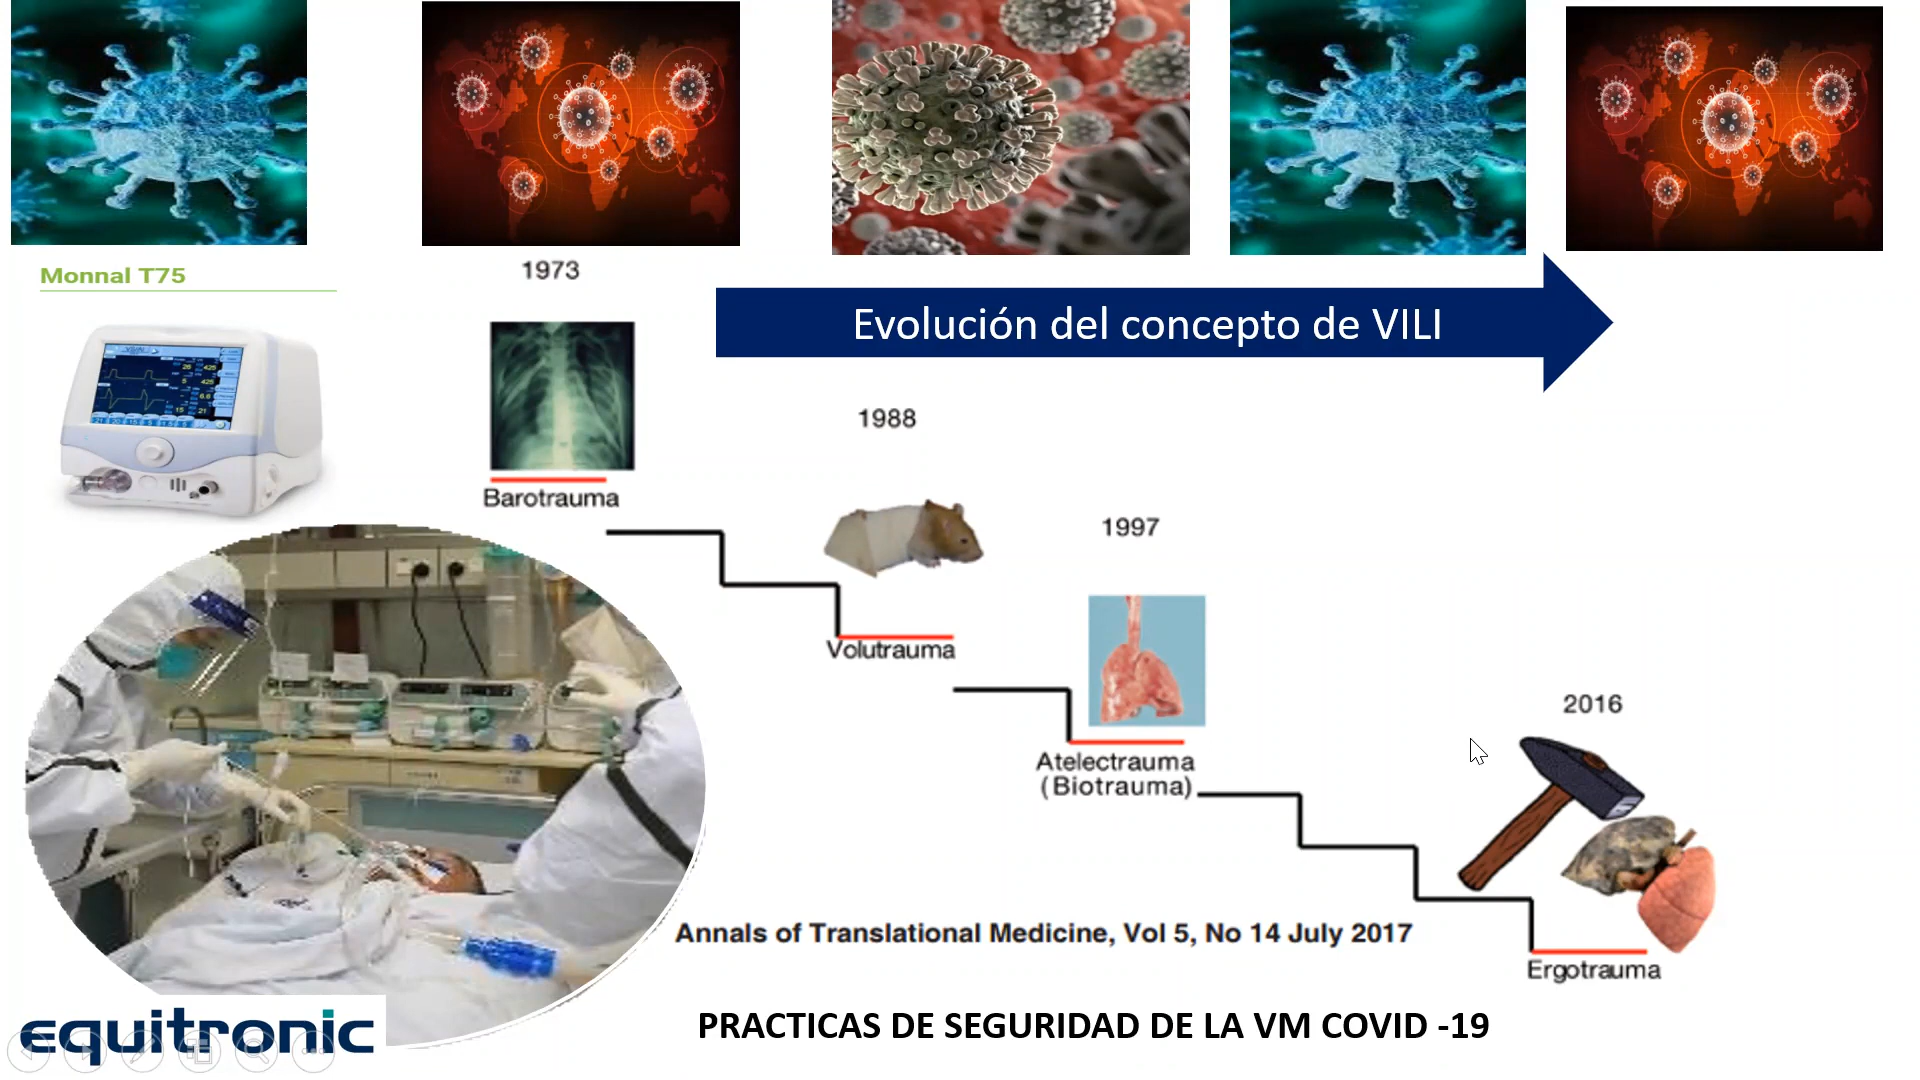 Monnal T75
1973
Evolución del concepto de VILI
1988
Barotrauma
1997
Volutrauma
2016
Atelectrauma
(Biotrauma)
Annals of Translational Medicine, Vol 5, No 14 July 2017
Ergotrauma
equitronic
PRACTICAS DE SEGURIDAD DE LA VM COVID -19